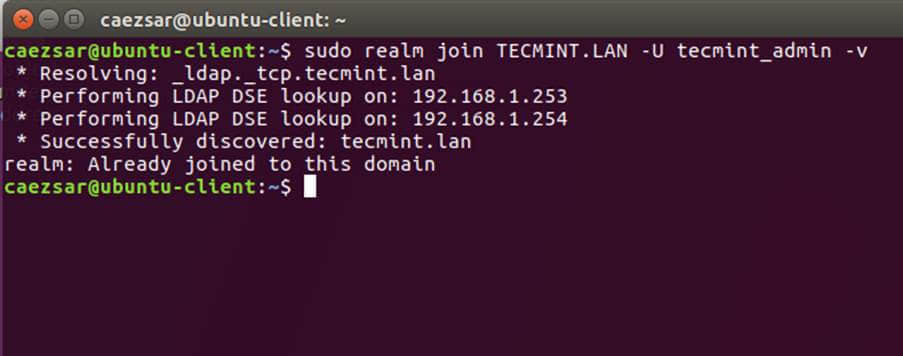 caezsar@ubuntu-client: ~
caezsar@ubuntu-client:~$ sudo realm join TECMINT.LAN -U tecmint_admin -v
* Resolving: _ldap._tcp.tecmint.lan
* Performing LDAP DSE lookup on: 192.168.1.253
* Performing LDAP DSE lookup on: 192.168.1.254
* Successfully discovered: tecmint.lan
realm: Already joined to this domain
caezsar@ubuntu-client:~$